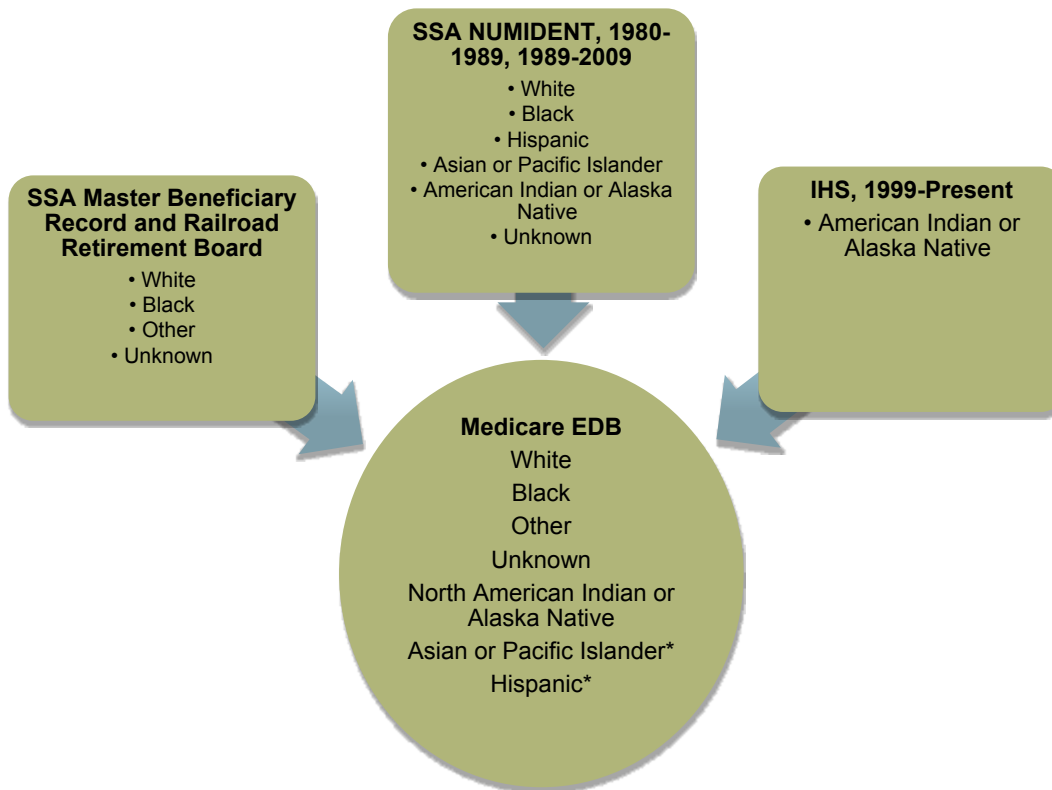 SSA NUMIDENT, 1980-
1989, 1989-2009
• White
• Black
• Hispanic
• Asian or Pacific Islander
• American Indian or Alaska
Native
• Unknown
SSA Master Beneficiary
Record and Railroad
Retirement Board
• White
• Black
• Other
• Unknown
IHS, 1999-Present
• American Indian or
Alaska Native
Medicare EDB
White
Black
Other
Unknown
North American Indian or
Alaska Native
Asian or Pacific Islander*
Hispanic*